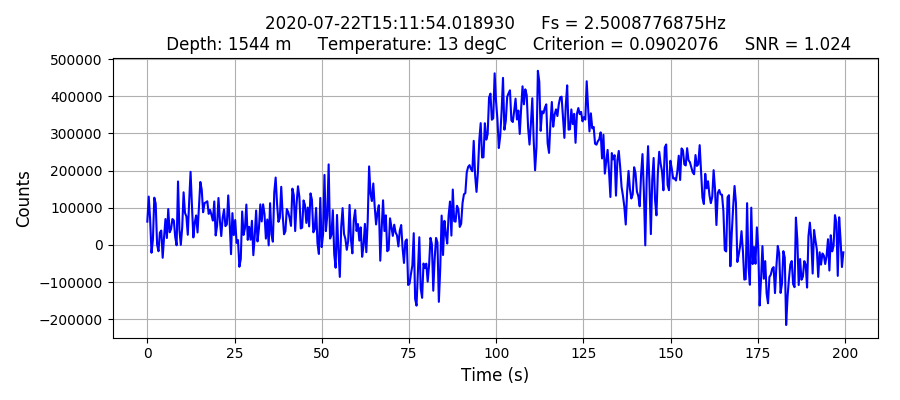 2020-07-22T15:11:54.018930 Fs = 2.5008776875Hz
Depth: 1544 m Temperature: 13 degC Criterion = 0.0902076 SNR = 1.024
500000
400000
300000
200000
100000
0
−100000
−200000
Counts
0 25 50 75 100 125 150 175 200
Time (s)